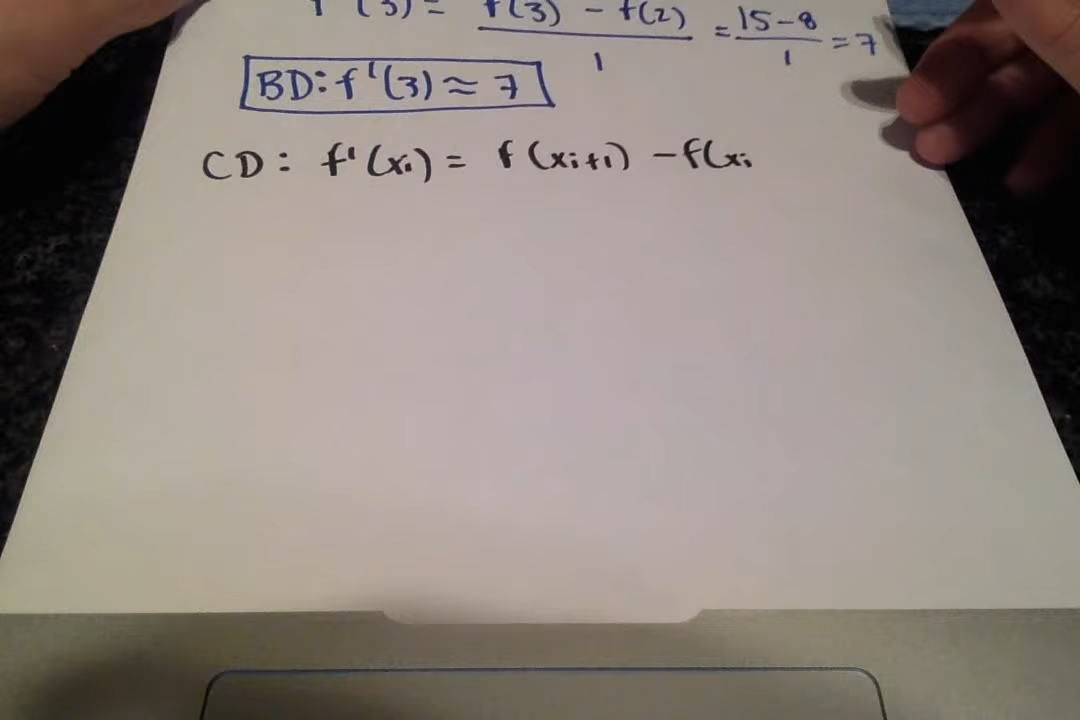 f'(3) = f(3) - f(2) / 1 = 15-8 / 1 = 7
BD: f'(3) ≈ 7
CD: f'(xi) = f(xi+1) - f(xi